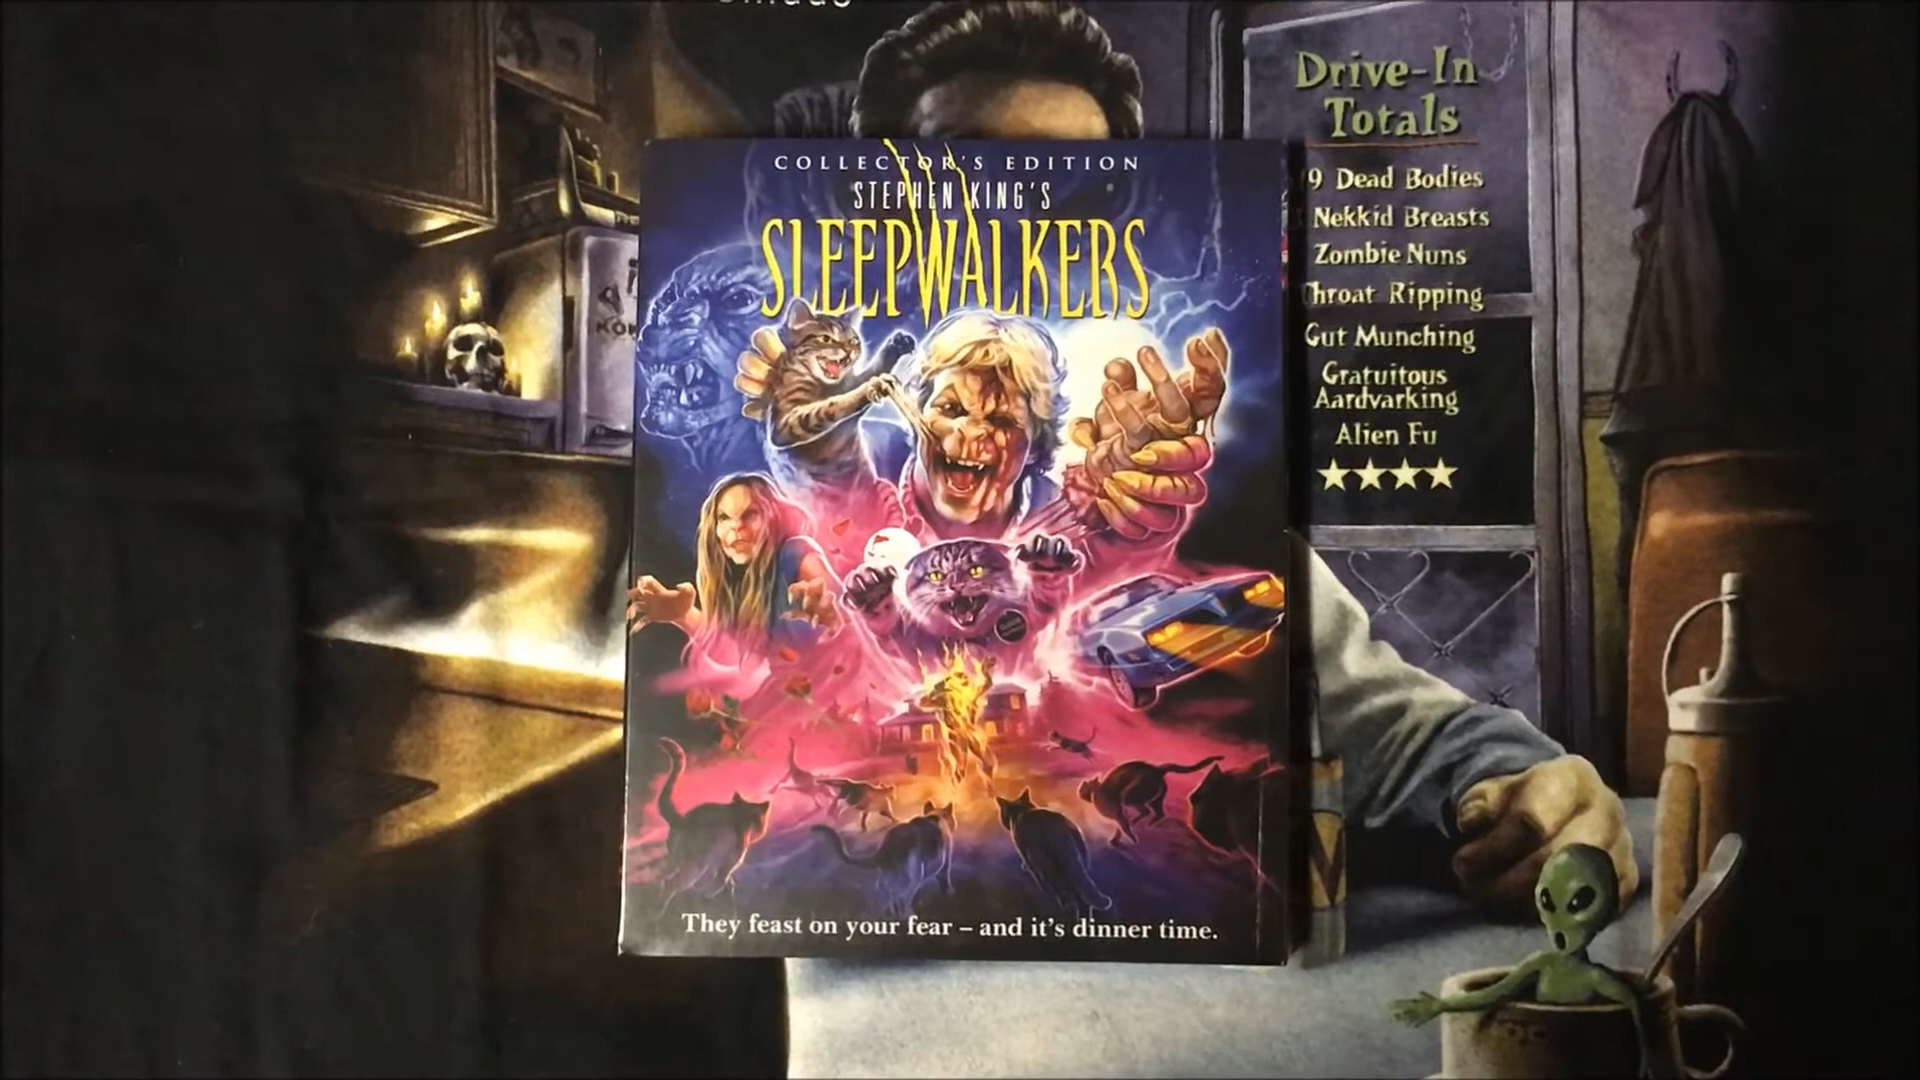 COLLECTOR'S EDITION
STEPHEN KING'S
SLEEPWALKERS
They feast on your fear – and it's dinner time.
Drive-In
Totals
9 Dead Bodies
Nekkid Breasts
Zombie Nuns
Throat Ripping
Gut Munching
Gratuitous
Aardvarking
Alien Fu